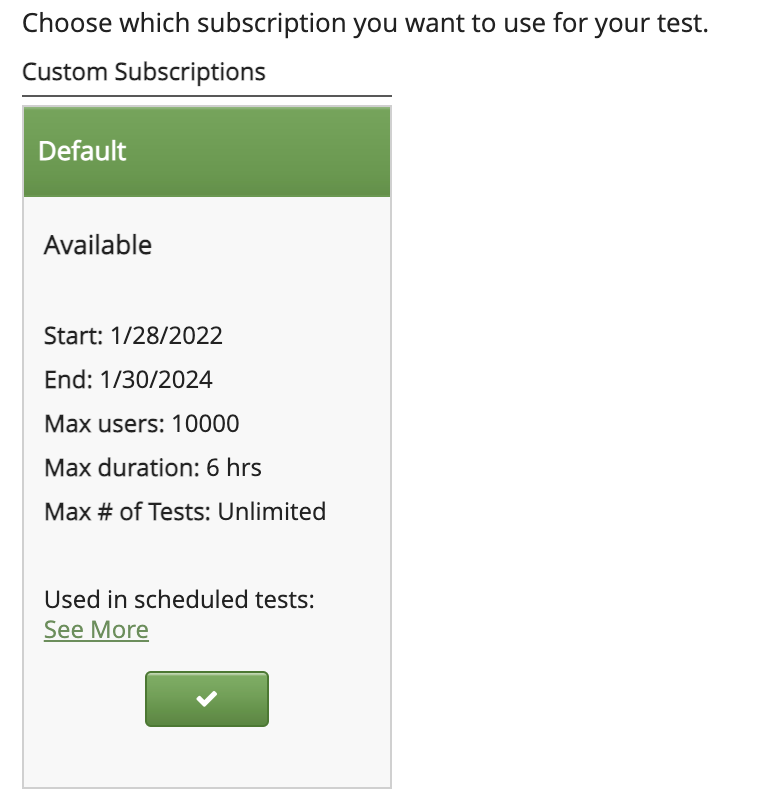 Choose which subscription you want to use for your test.
Custom Subscriptions
Default
Available
Start: 1/28/2022
End: 1/30/2024
Max users: 10000
Max duration: 6 hrs
Max # of Tests: Unlimited
Used in scheduled tests:
See More